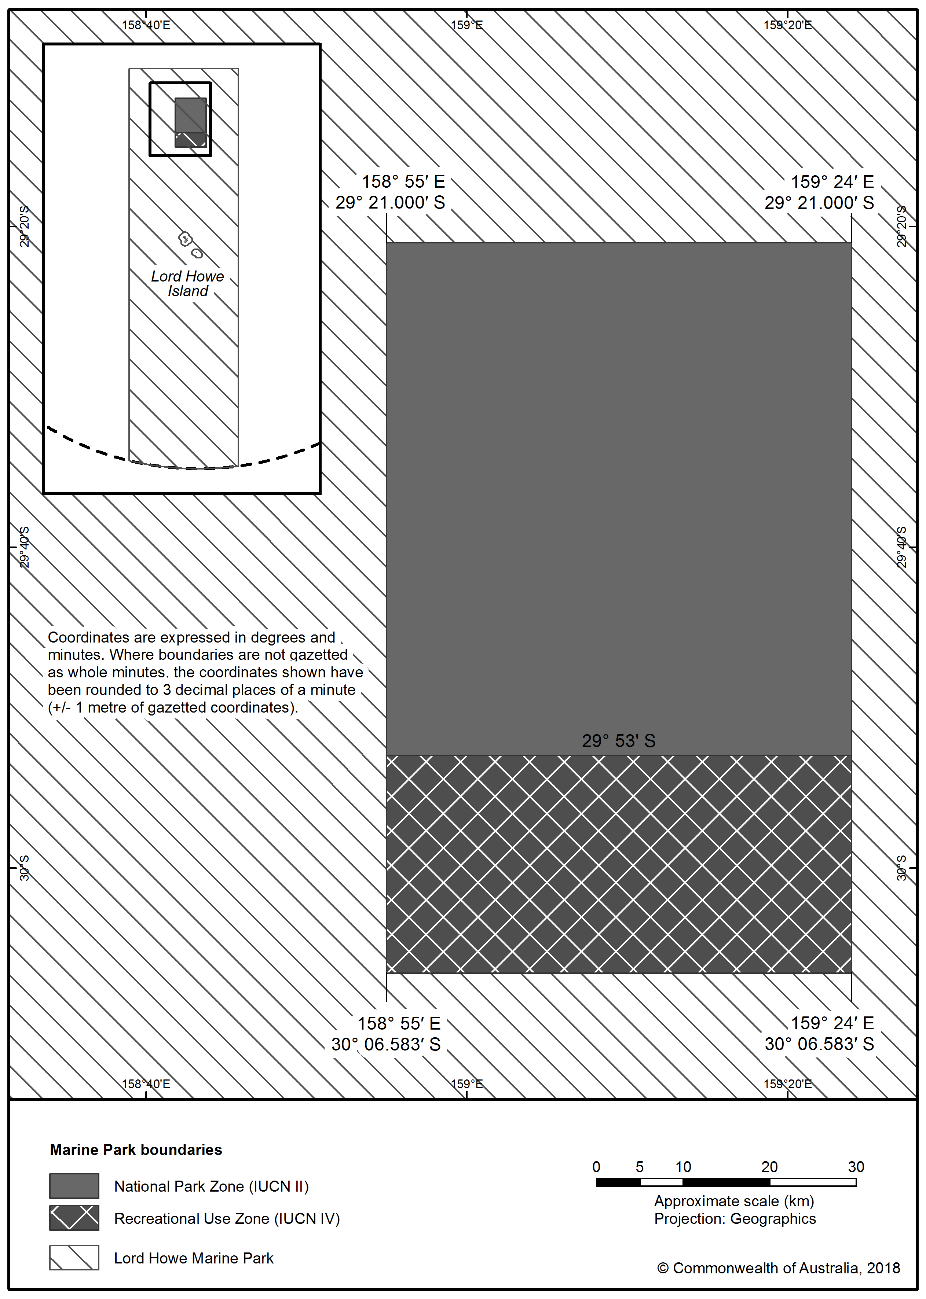 158°40'E
159°E
159°20'E
Lord Howe
Island
158° 55′ E
29° 21.000′ S
159° 24′ E
29° 21.000′ S
29°20'S
29°20'S
29°40'S
29°40'S
Coordinates are expressed in degrees and
minutes. Where boundaries are not gazetted
as whole minutes, the coordinates shown have
been rounded to 3 decimal places of a minute
(+/- 1 metre of gazetted coordinates).
29° 53′ S
30°S
30°S
158° 55′ E
30° 06.583′ S
159° 24′ E
30° 06.583′ S
158°40'E
159°E
159°20'E
Marine Park boundaries
National Park Zone (IUCN II)
Recreational Use Zone (IUCN IV)
Lord Howe Marine Park
0 5 10 20 30
Approximate scale (km)
Projection: Geographics
© Commonwealth of Australia, 2018